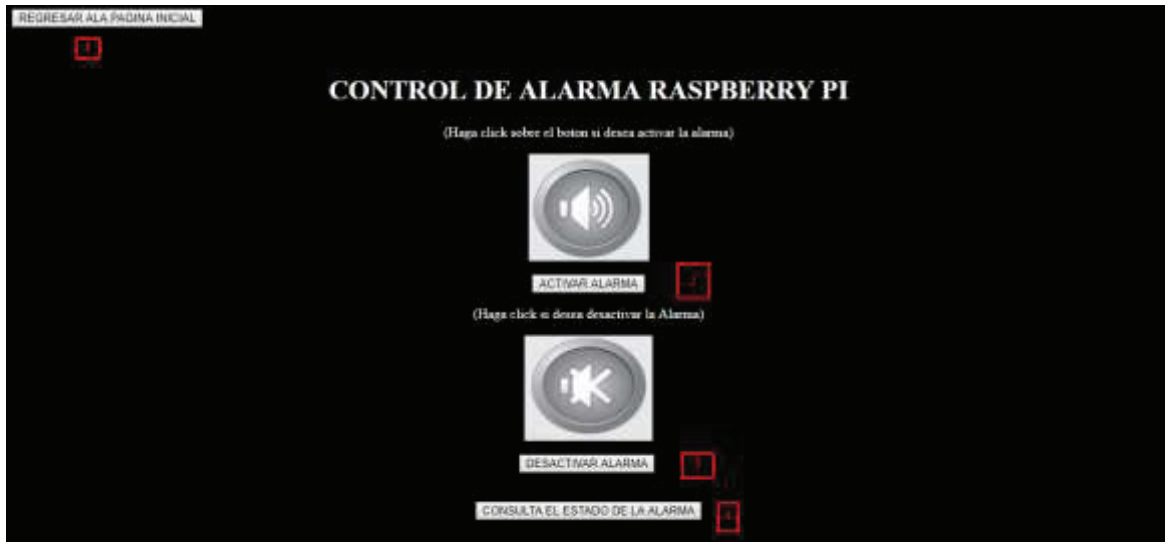 REGRESAR ALA PAGINA INICIAL
CONTROL DE ALARMA RASPBERRY PI
(Haga click sobre el boton si desea activar la alarma)
ACTIVAR ALARMA
(Haga click si desea desactivar la Alarma)
DESACTIVAR ALARMA
CONSULTA EL ESTADO DE LA ALARMA